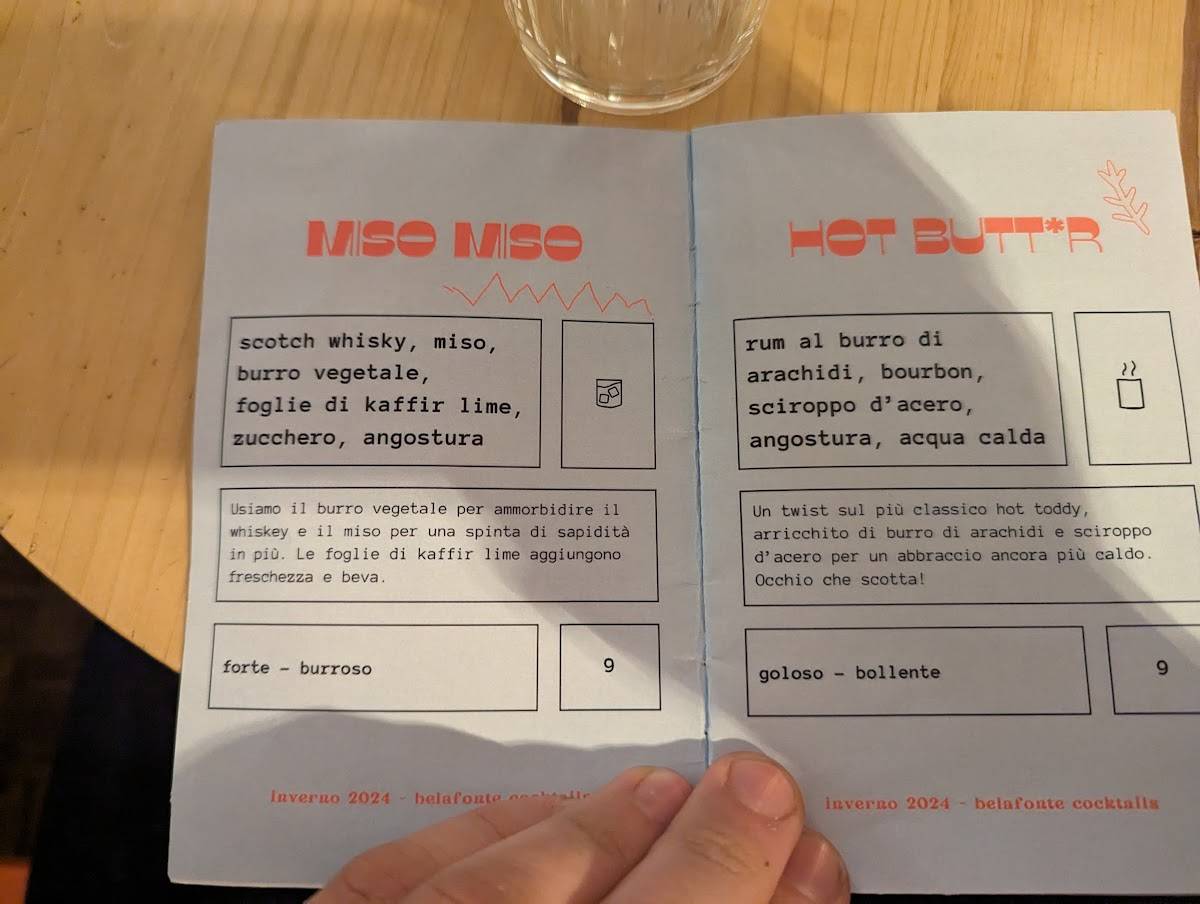 MISO MISO
scotch whisky, miso,
burro vegetale,
foglie di kaffir lime,
zucchero, angostura
Usiamo il burro vegetale per ammorbidire il
whiskey e il miso per una spinta di sapidità
in più. Le foglie di kaffir lime aggiungono
freschezza e beva.
forte - burroso
9
inverno 2024 - belafonte cocktails
HOT BUTT*R
rum al burro di
arachidi, bourbon,
sciroppo d'acero,
angostura, acqua calda
Un twist sul più classico hot toddy,
arricchito di burro di arachidi e sciroppo
d'acero per un abbraccio ancora più caldo.
Occhio che scotta!
goloso - bollente
9
inverno 2024 - belafonte cocktails